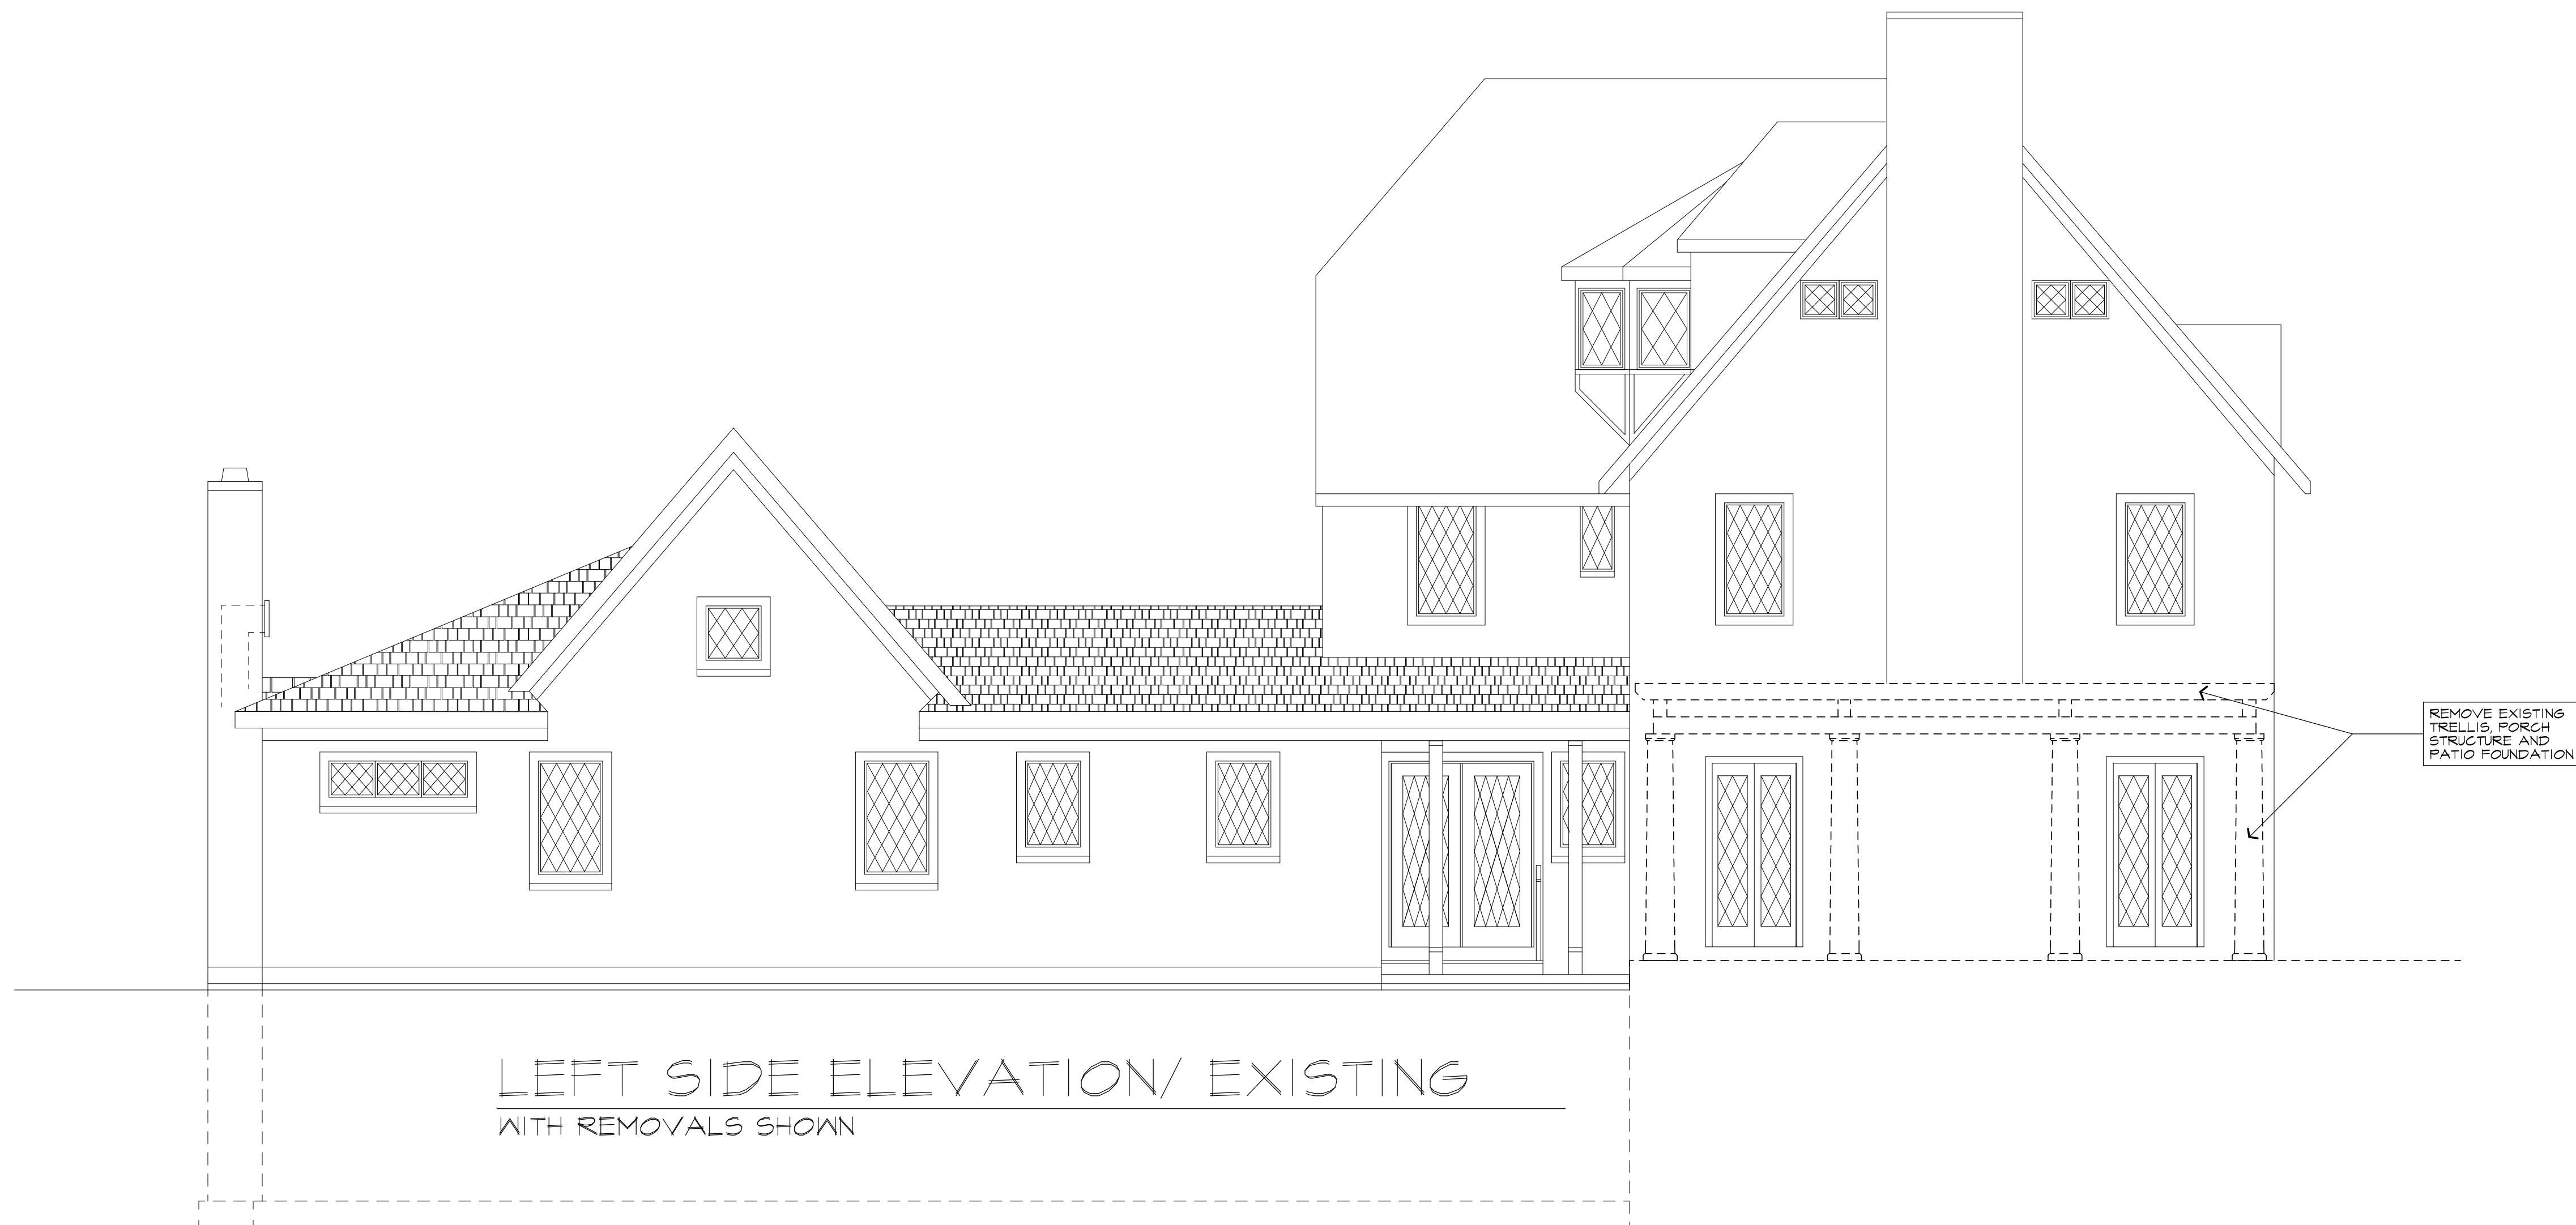 REMOVE EXISTING
TRELLIS, PORCH
STRUCTURE AND
PATIO FOUNDATION
LEFT SIDE ELEVATION/ EXISTING
WITH REMOVALS SHOWN